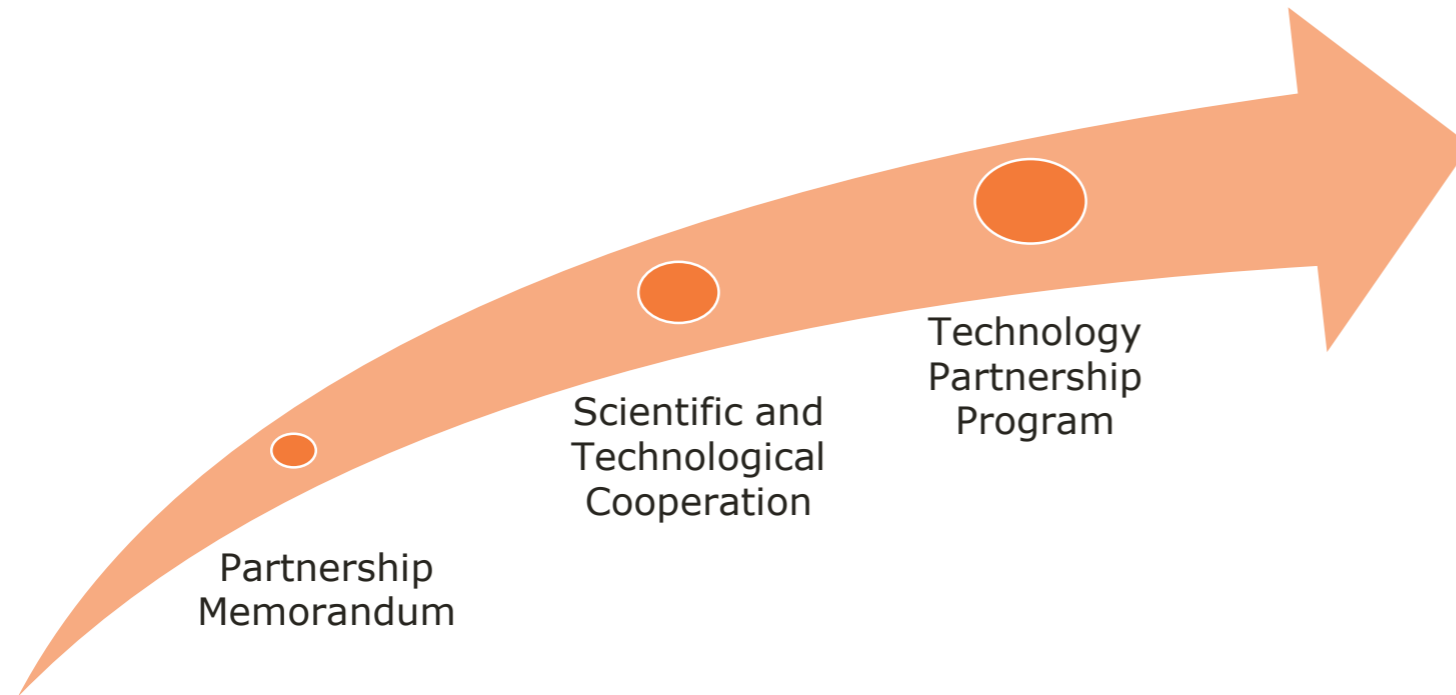 Partnership
Memorandum
Scientific and
Technological
Cooperation
Technology
Partnership
Program